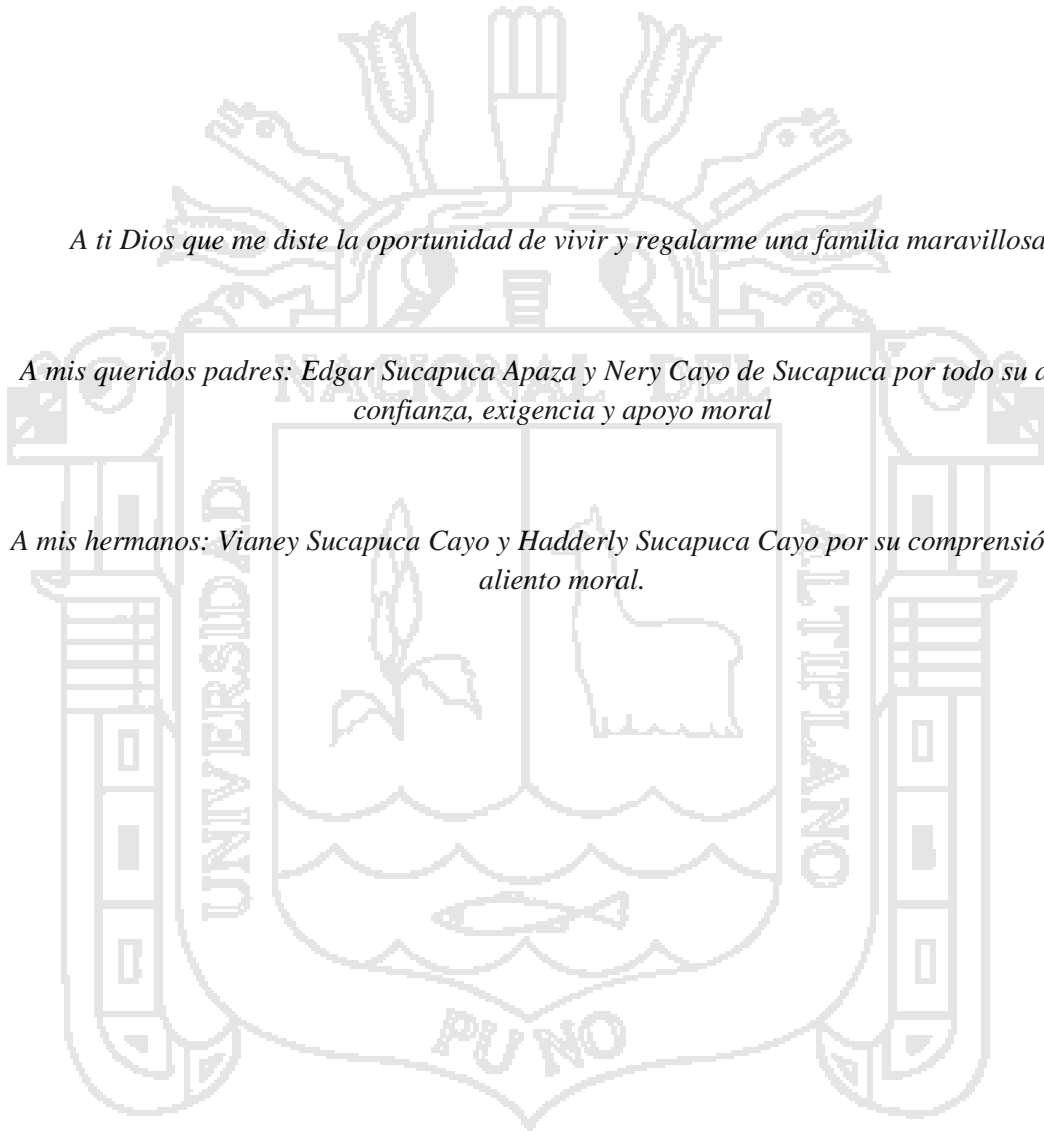 A ti Dios que me diste la oportunidad de vivir y regalarme una familia maravillosa
NACIONAL DEL
A mis queridos padres: Edgar Sucapuca Apaza y Nery Cayo de Sucapuca por todo su
confianza, exigencia y apoyo moral
UNIVERSIDAD
ALTIPLANO
A mis hermanos: Vianey Sucapuca Cayo y Hadderly Sucapuca Cayo por su
aliento moral.
PUNO